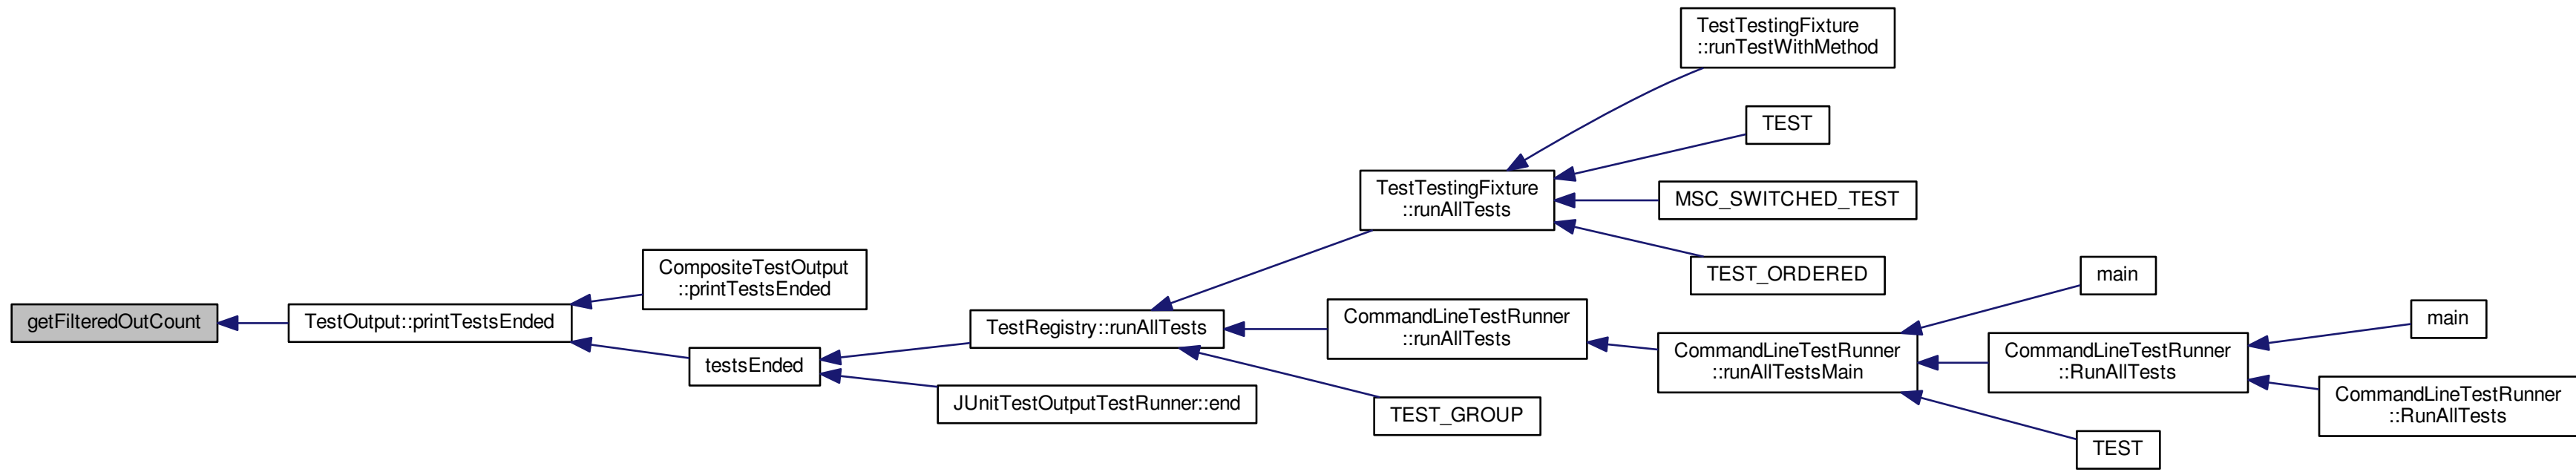 getFilteredOutCount
TestOutput::printTestsEnded
CompositeTestOutput
::printTestsEnded
testsEnded
TestRegistry::runAllTests
JUnitTestOutputTestRunner::end
TestTestingFixture
::runAllTests
CommandLineTestRunner
::runAllTests
TEST_GROUP
TestTestingFixture
::runTestWithMethod
TEST
MSC_SWITCHED_TEST
TEST_ORDERED
CommandLineTestRunner
::runAllTestsMain
main
CommandLineTestRunner
::RunAllTests
TEST
main
CommandLineTestRunner
::RunAllTests